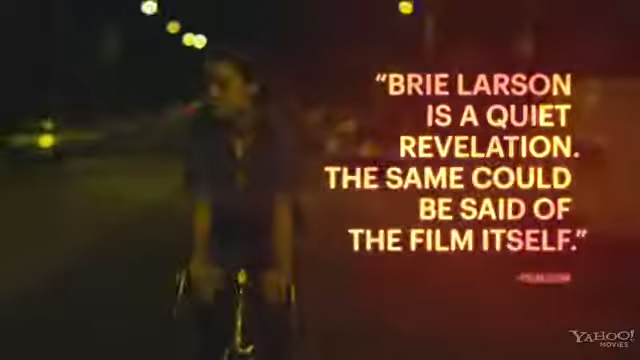 “BRIE LARSON
IS A QUIET
REVELATION.
THE SAME COULD
BE SAID OF
THE FILM ITSELF.”
YAHOO!
MOVIES